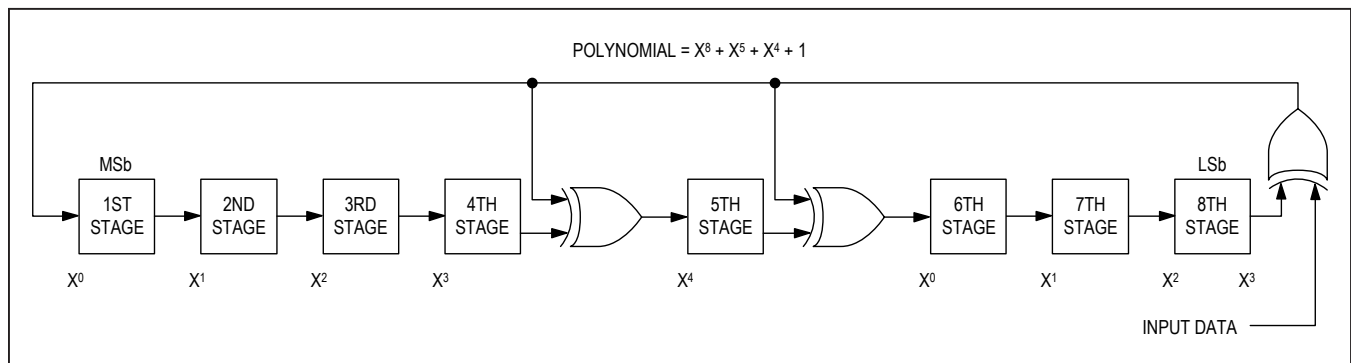 POLYNOMIAL = X⁸ + X⁵ + X⁴ + 1
MSb
LSb
1ST STAGE
2ND STAGE
3RD STAGE
4TH STAGE
5TH STAGE
6TH STAGE
7TH STAGE
8TH STAGE
X⁰ X¹ X² X³ X⁴ X⁰ X¹ X² X³
INPUT DATA